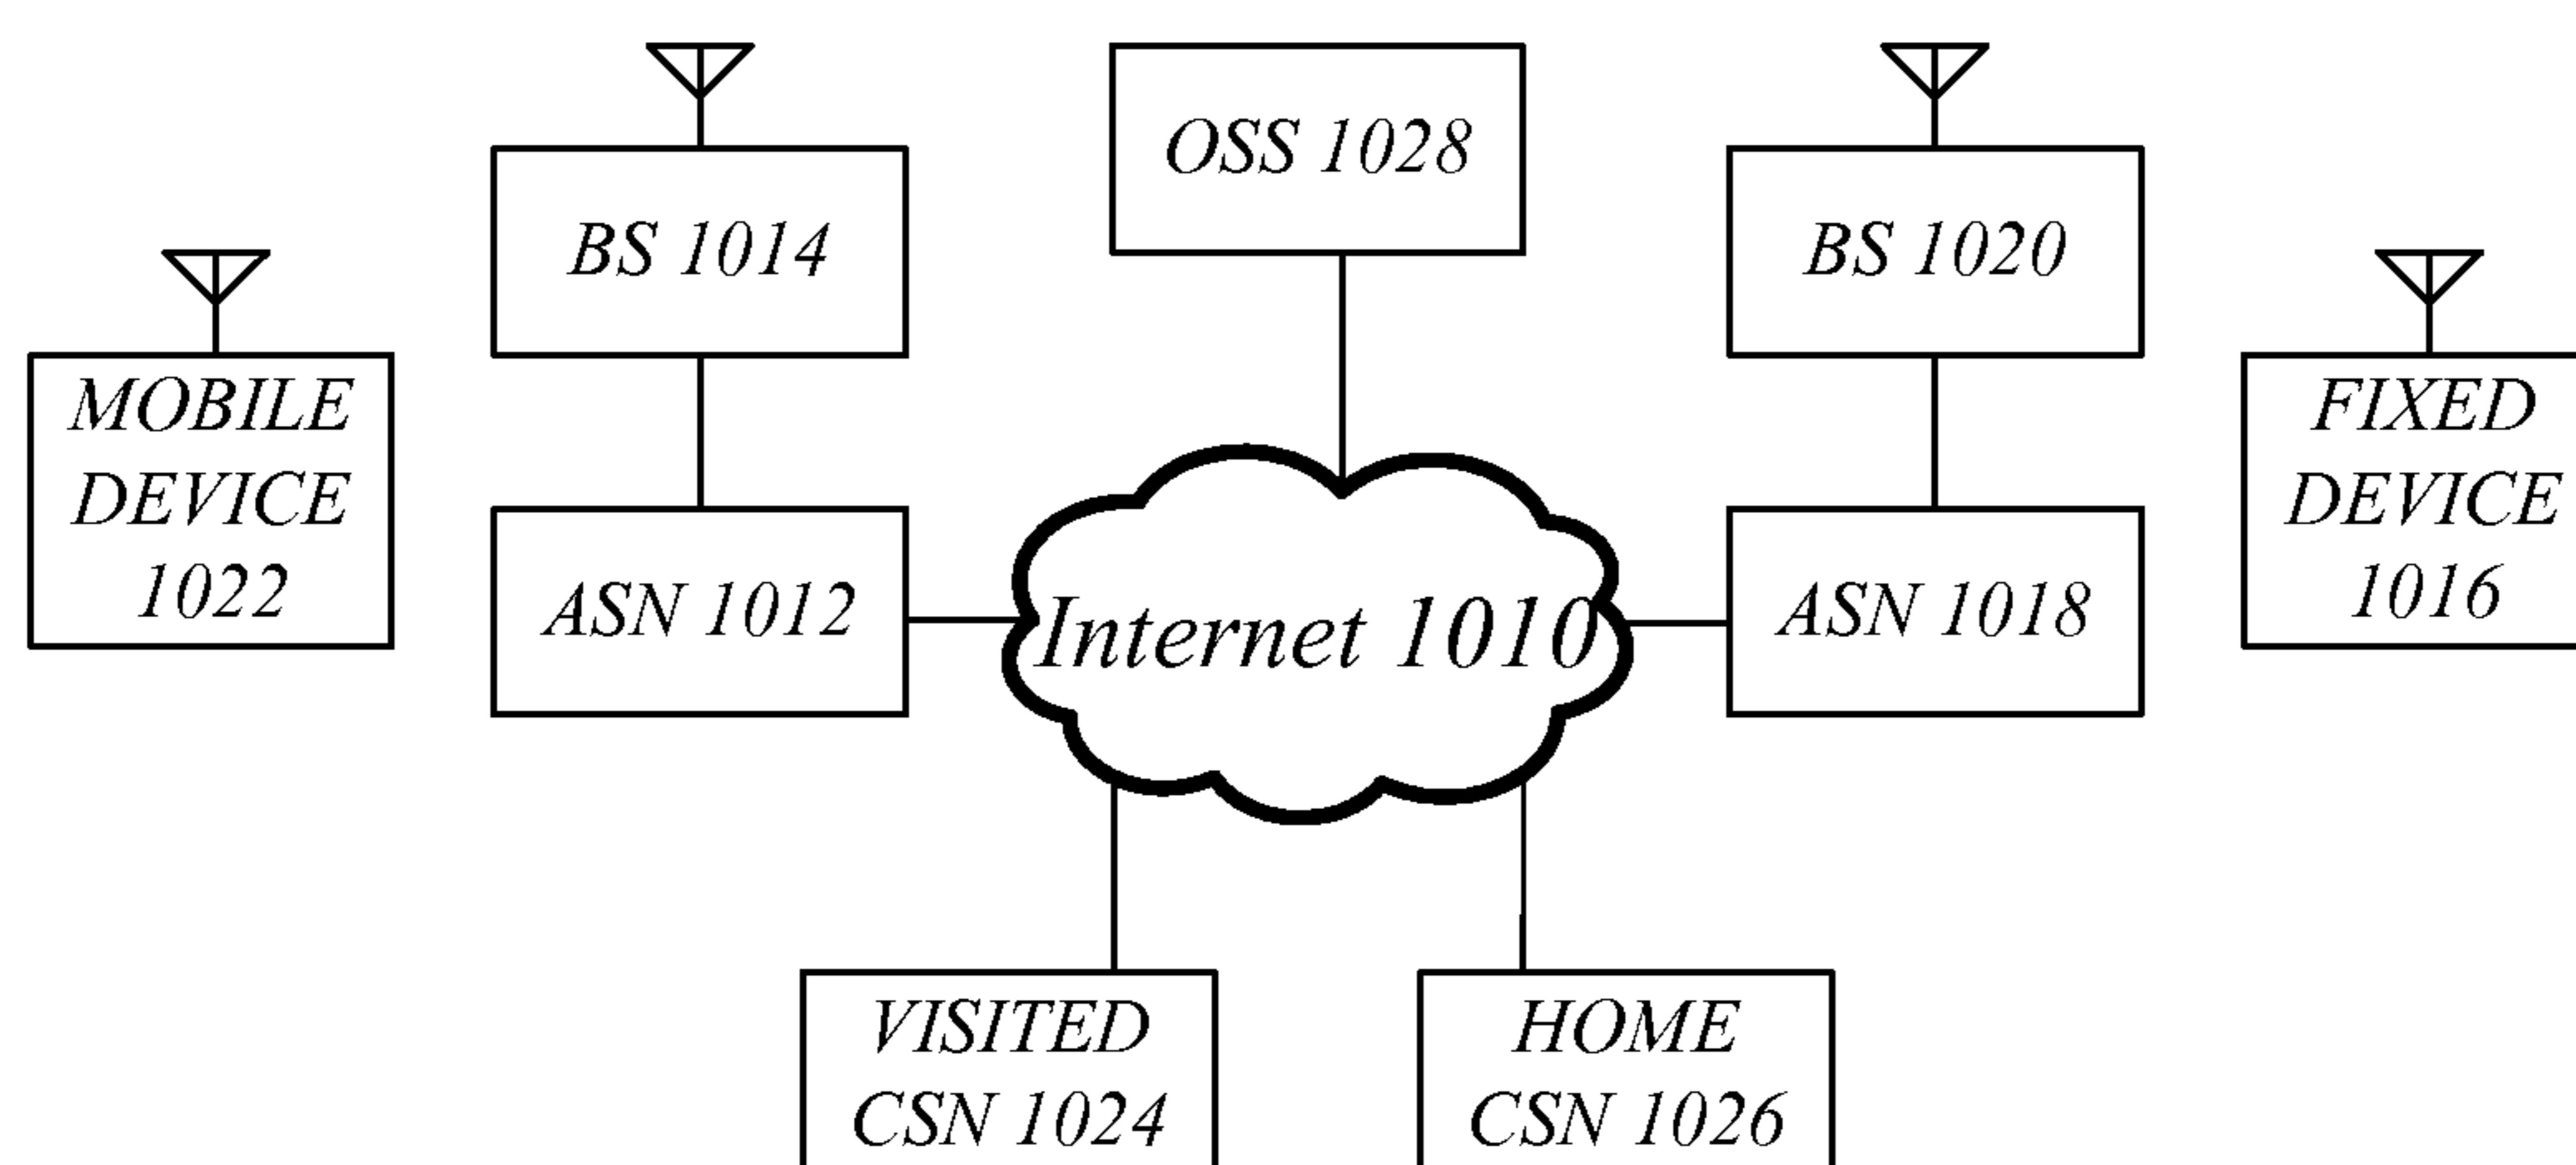 OSS 1028
BS 1014
BS 1020
MOBILE
DEVICE
1022
FIXED
DEVICE
1016
ASN 1012
Internet 1010
ASN 1018
VISITED
CSN 1024
HOME
CSN 1026